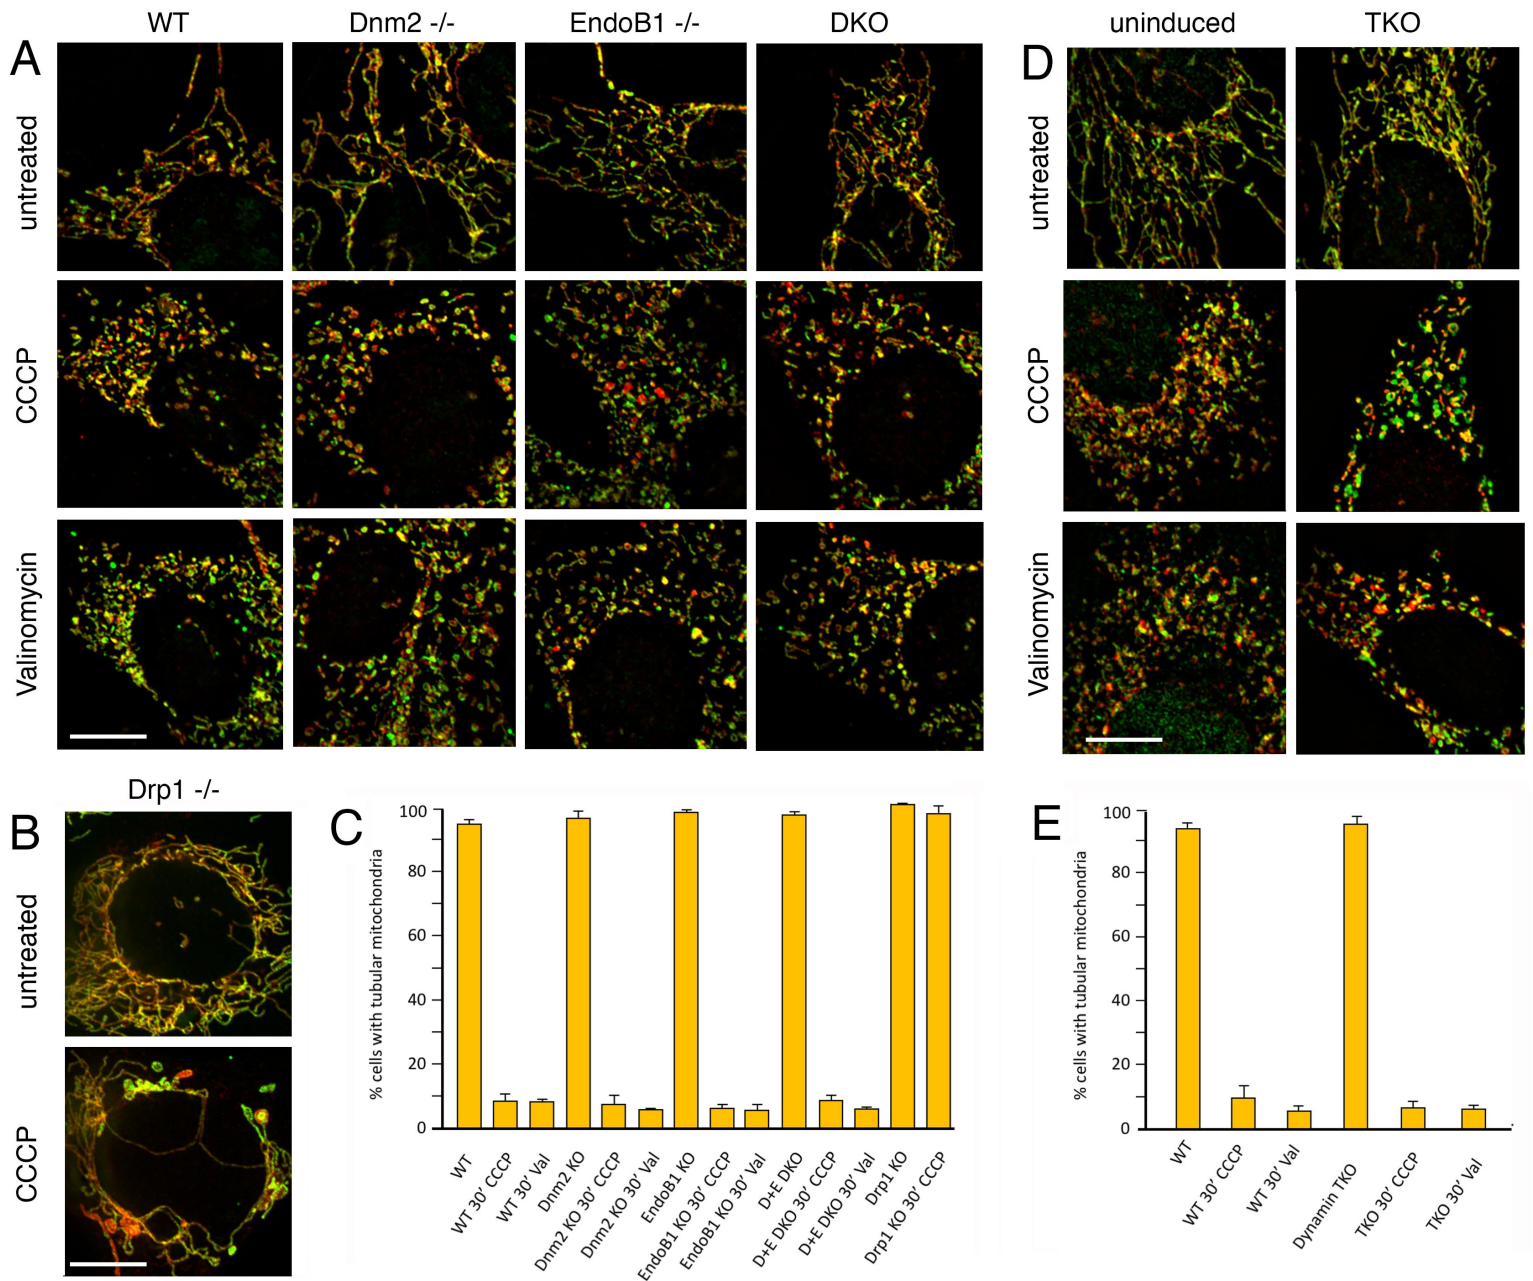 WT Dnm2 -/- EndoB1 -/- DKO
A
untreated
CCCP
Valinomycin
uninduced TKO
D
untreated
CCCP
Valinomycin
Drp1 -/-
B
untreated
CCCP
C
% cells with tubular mitochondria
100
80
60
40
20
0
WT
WT 30′ CCCP
WT 30′ Val
Dnm2 KO
Dnm2 KO 30′ CCCP
Dnm2 KO 30′ Val
EndoB1 KO
EndoB1 KO 30′ CCCP
EndoB1 KO 30′ Val
D+E DKO
D+E DKO 30′ CCCP
D+E DKO 30′ Val
Drp1 KO
Drp1 KO 30′ CCCP
E
% cells with tubular mitochondria
100
80
60
40
20
0
WT
WT 30′ CCCP
WT 30′ Val
Dynamin TKO
TKO 30′ CCCP
TKO 30′ Val